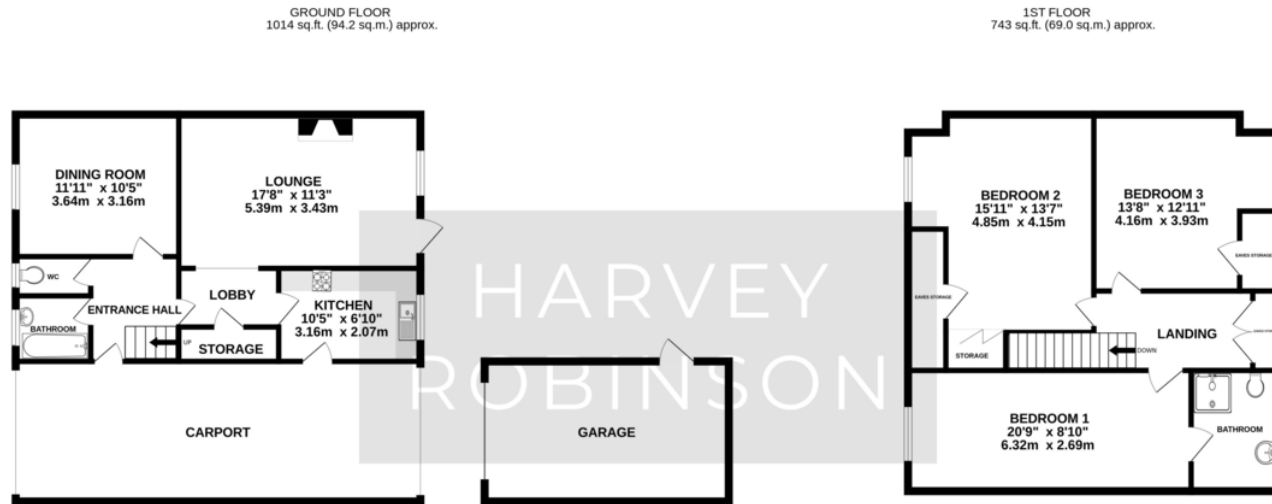 GROUND FLOOR
1014 sq.ft. (94.2 sq.m.) approx.
1ST FLOOR
743 sq.ft. (69.0 sq.m.) approx.
DINING ROOM
11'11" x 10'5"
3.64m x 3.16m
LOUNGE
17'8" x 11'3"
5.39m x 3.43m
WC
ENTRANCE HALL
BATHROOM
UP
LOBBY
STORAGE
KITCHEN
10'5" x 6'10"
3.16m x 2.07m
CARPORT
GARAGE
HARVEY
ROBINSON
BEDROOM 2
15'11" x 13'7"
4.85m x 4.15m
BEDROOM 3
13'8" x 12'11"
4.16m x 3.93m
EAVES STORAGE
EAVES STORAGE
LANDING
STORAGE
DOWN
BEDROOM 1
20'9" x 8'10"
6.32m x 2.69m
BATHROOM